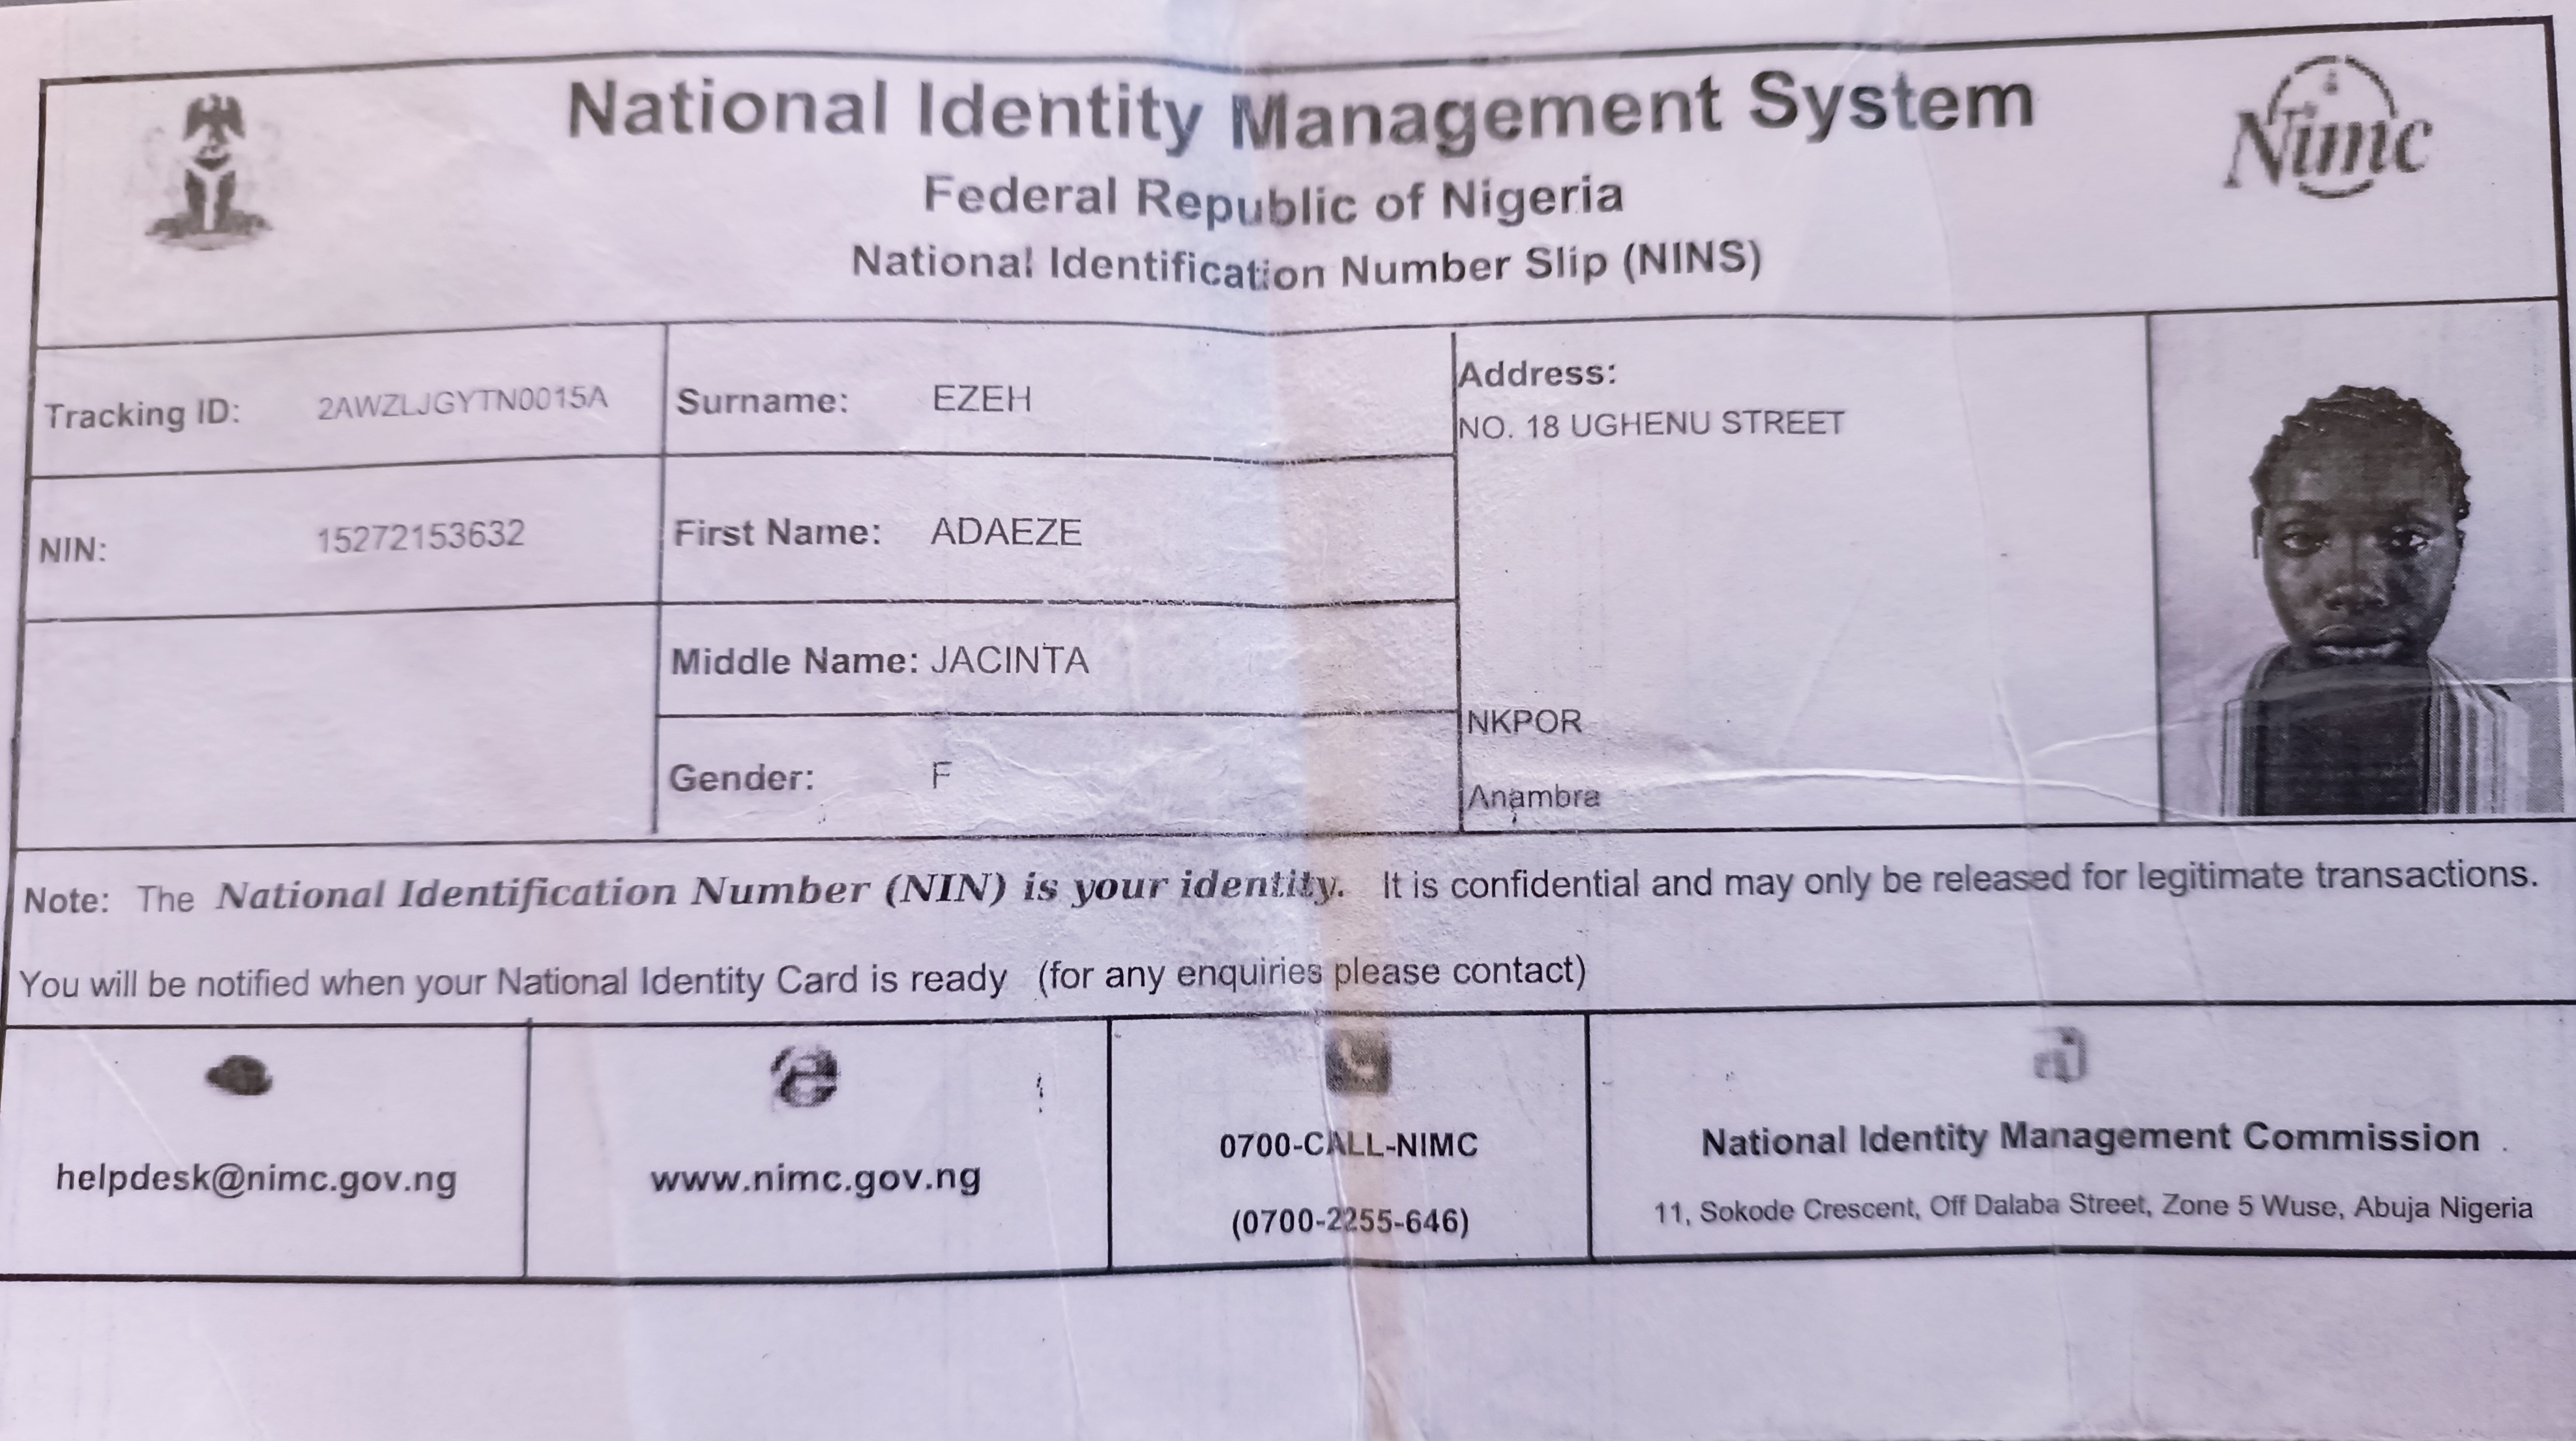 National Identity Management System
Nimc
Federal Republic of Nigeria
National Identification Number Slip (NINS)
Tracking ID: 2AWZLJGYTN0015A
Surname: EZEH
Address:
NO. 18 UGHENU STREET
NIN: 15272153632
First Name: ADAEZE
Middle Name: JACINTA
NKPOR
Gender: F
Anambra
Note: The National Identification Number (NIN) is your identity. It is confidential and may only be released for legitimate transactions.
You will be notified when your National Identity Card is ready (for any enquiries please contact)
helpdesk@nimc.gov.ng
www.nimc.gov.ng
0700-CALL-NIMC
(0700-2255-646)
National Identity Management Commission
11, Sokode Crescent, Off Dalaba Street, Zone 5 Wuse, Abuja Nigeria